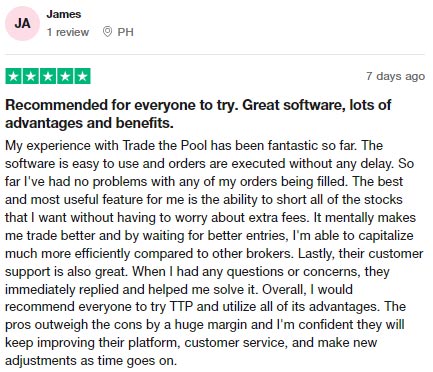 JA
James
1 review PH
7 days ago
Recommended for everyone to try. Great software, lots of
advantages and benefits.
My experience with Trade the Pool has been fantastic so far. The
software is easy to use and orders are executed without any delay. So
far I've had no problems with any of my orders being filled. The best
and most useful feature for me is the ability to short all of the stocks
that I want without having to worry about extra fees. It mentally makes
me trade better and by waiting for better entries, I'm able to capitalize
much more efficiently compared to other brokers. Lastly, their customer
support is also great. When I had any questions or concerns, they
immediately replied and helped me solve it. Overall, I would
recommend everyone to try TTP and utilize all of its advantages. The
pros outweigh the cons by a huge margin and I'm confident they will
keep improving their platform, customer service, and make new
adjustments as time goes on.